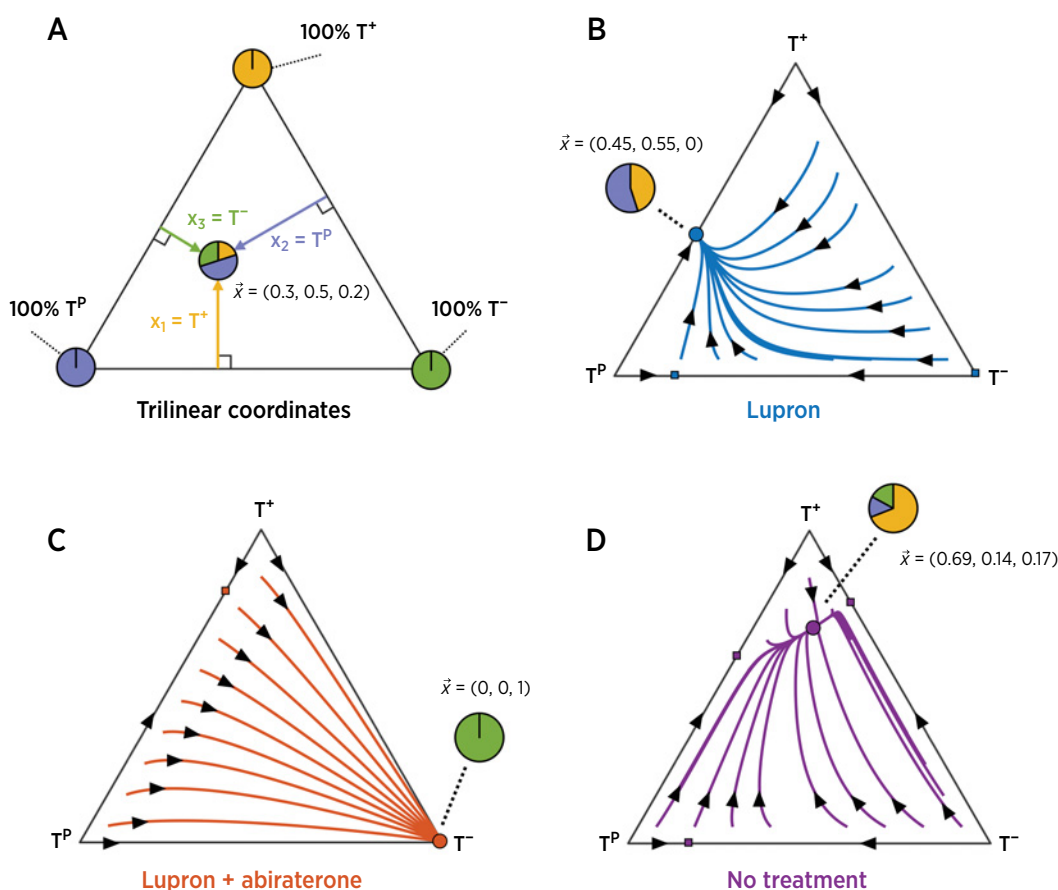 A
100% T⁺
x₃ = T⁻
x₂ = Tᴾ
x⃗ = (0.3, 0.5, 0.2)
100% Tᴾ
x₁ = T⁺
100% T⁻
Trilinear coordinates
B
T⁺
x⃗ = (0.45, 0.55, 0)
Tᴾ
T⁻
Lupron
C
T⁺
x⃗ = (0, 0, 1)
Tᴾ
T⁻
Lupron + abiraterone
D
T⁺
x⃗ = (0.69, 0.14, 0.17)
Tᴾ
T⁻
No treatment